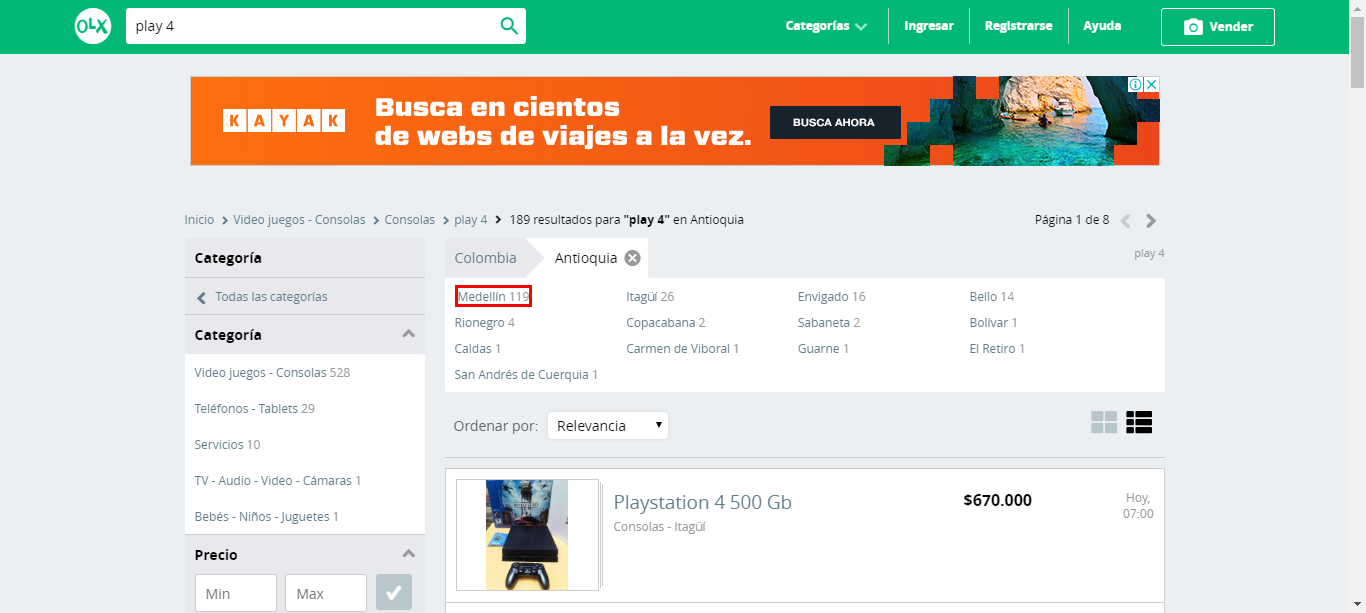 OLX
play 4
Categorías
Ingresar
Registrarse
Ayuda
Vender
KAYAK
Busca en cientos
de webs de viajes a la vez.
BUSCA AHORA
Inicio > Video juegos - Consolas > Consolas > play 4 > 189 resultados para "play 4" en Antioquia
Página 1 de 8
Categoría
Todas las categorías
Categoría
Video juegos - Consolas 528
Teléfonos - Tablets 29
Servicios 10
TV - Audio - Video - Cámaras 1
Bebés - Niños - Juguetes 1
Precio
Min
Max
Colombia
Antioquia
play 4
Medellín 119
Itagüí 26
Envigado 16
Bello 14
Rionegro 4
Copacabana 2
Sabaneta 2
Bolívar 1
Caldas 1
Carmen de Viboral 1
Guarne 1
El Retiro 1
San Andrés de Cuerquia 1
Ordenar por:
Relevancia
Playstation 4 500 Gb
Consolas - Itagüí
$670.000
Hoy,
07:00